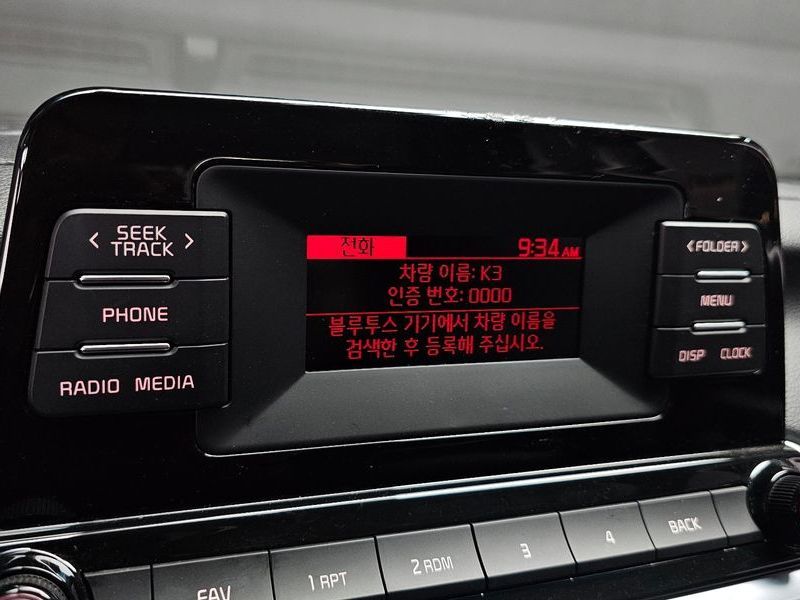 < SEEK TRACK >
PHONE
RADIO MEDIA
전화 9:34 AM
차량 이름: K3
인증 번호: 0000
블루투스 기기에서 차량 이름을
검색한 후 등록해 주십시오.
< FOLDER >
MENU
DISP CLOCK
FAV 1 RPT 2 RDM 3 4 BACK